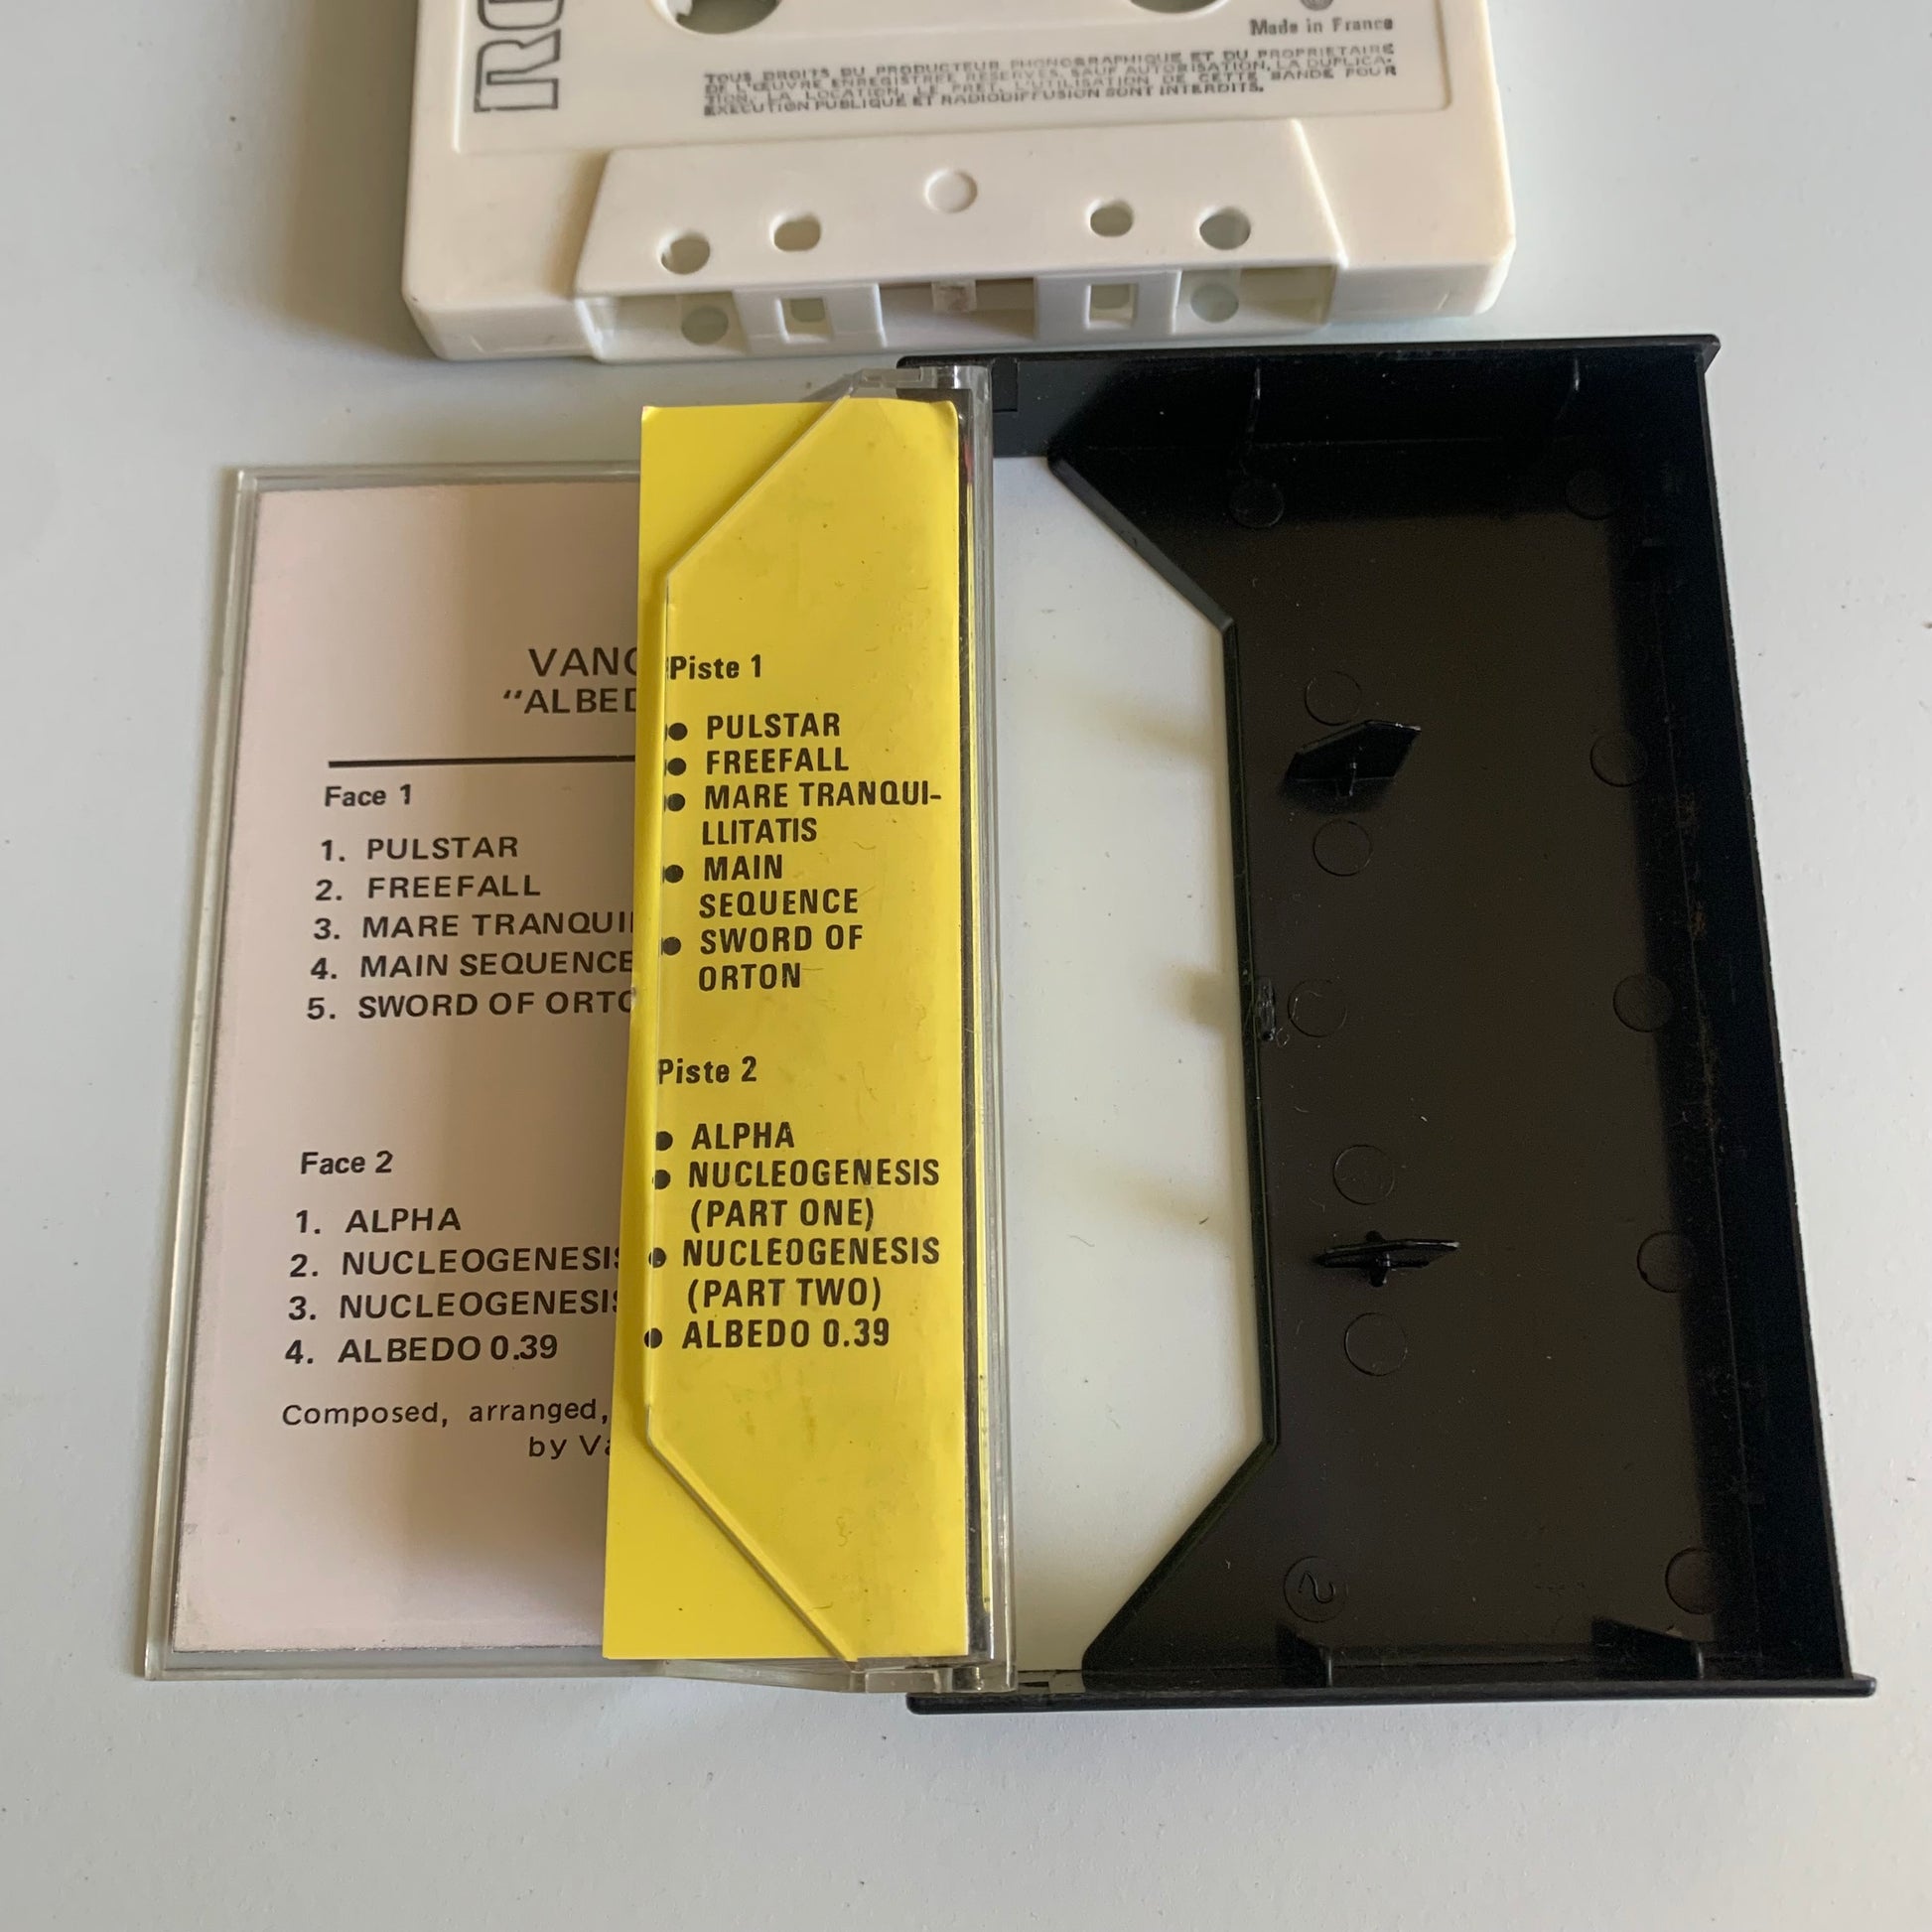 Made in France
TOUS DROITS DU PRODUCTEUR PHONOGRAPHIQUE ET DU PROPRIETAIRE
DE L'ŒUVRE ENREGISTREE RESERVES. SAUF AUTORISATION, LA DUPLICA-
TION, LA LOCATION, LE PRET, L'UTILISATION DE CETTE BANDE POUR
EXECUTION PUBLIQUE ET RADIODIFFUSION SONT INTERDITS.
VANG
"ALBED
Face 1
1. PULSTAR
2. FREEFALL
3. MARE TRANQUIL
4. MAIN SEQUENCE
5. SWORD OF ORTO
Face 2
1. ALPHA
2. NUCLEOGENESIS
3. NUCLEOGENESIS
4. ALBEDO 0.39
Composed, arranged,
by Va
Piste 1
● PULSTAR
● FREEFALL
● MARE TRANQUI-
LLITATIS
● MAIN
SEQUENCE
● SWORD OF
ORTON
Piste 2
● ALPHA
● NUCLEOGENESIS
(PART ONE)
● NUCLEOGENESIS
(PART TWO)
● ALBEDO 0.39
2